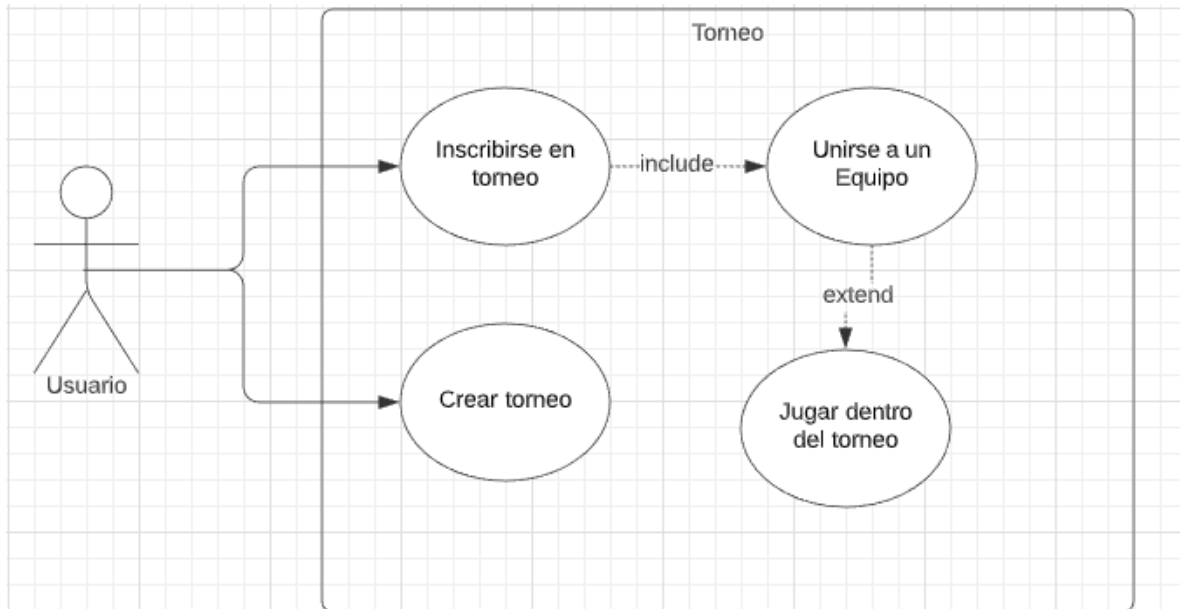 Torneo
Inscribirse en
torneo
include
Unirse a un
Equipo
extend
Usuario
Crear torneo
Jugar dentro
del torneo